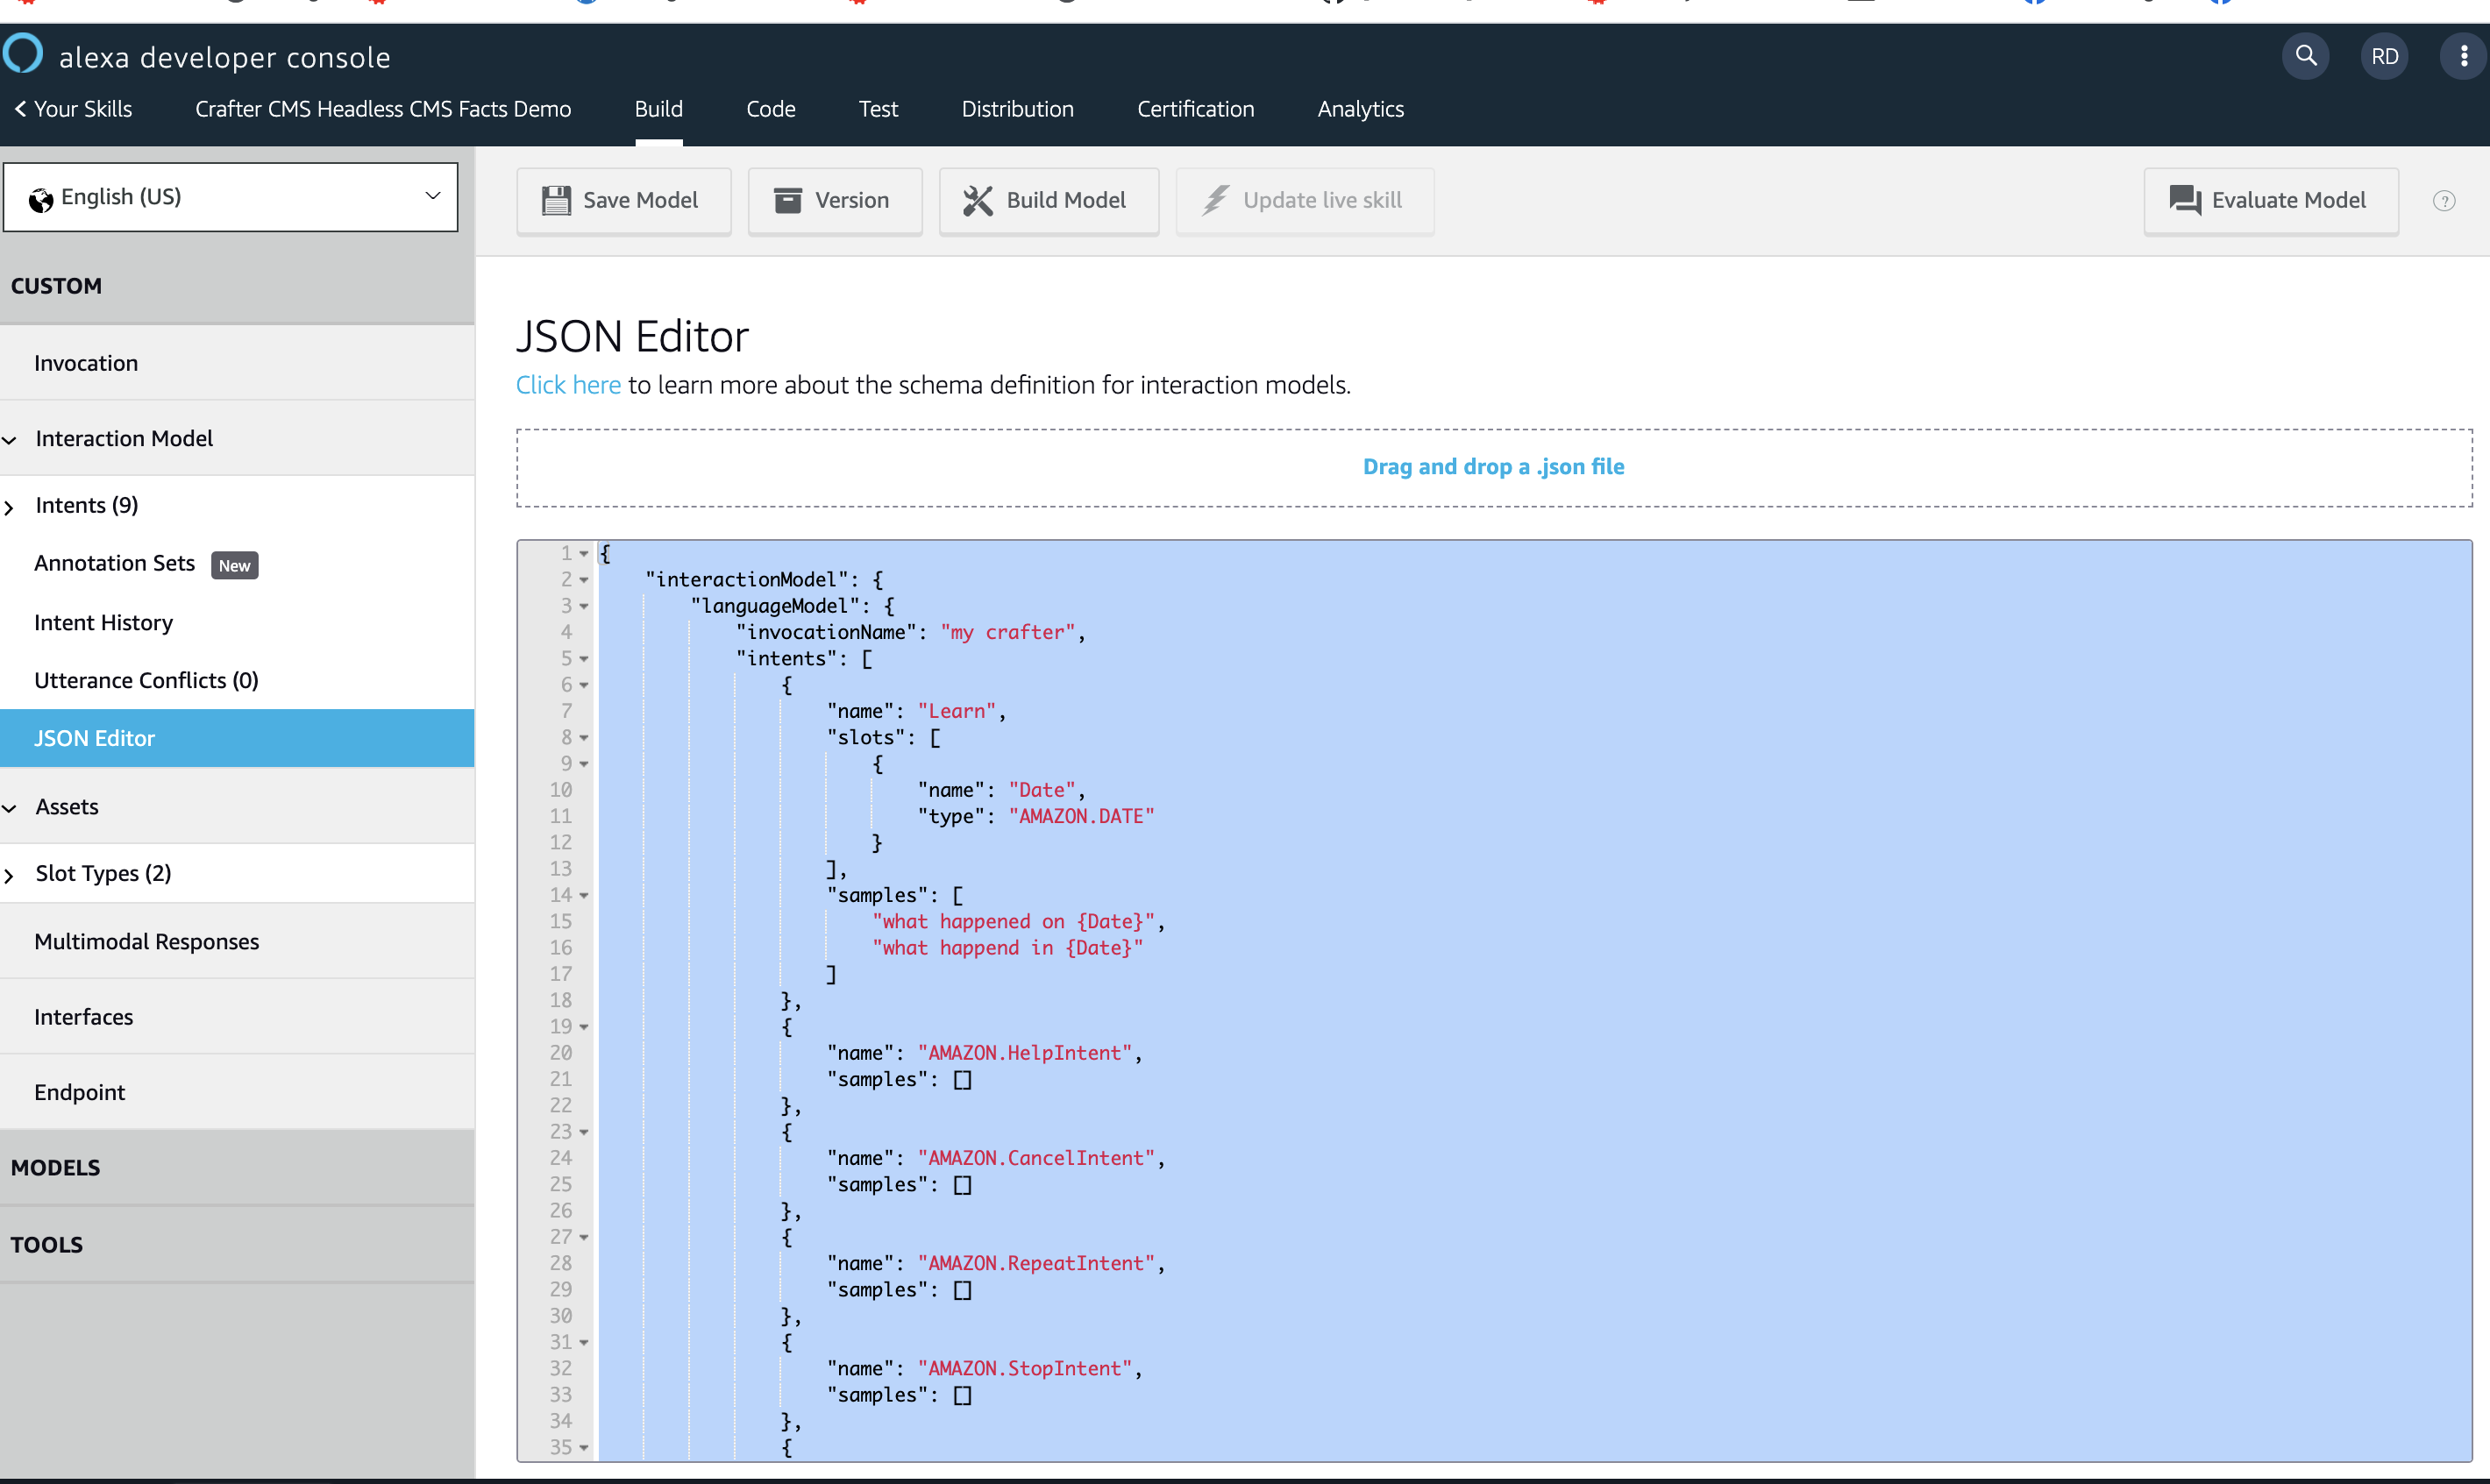 alexa developer console
RD
Your Skills
Crafter CMS Headless CMS Facts Demo
Build
Code
Test
Distribution
Certification
Analytics
English (US)
Save Model
Version
Build Model
Update live skill
Evaluate Model
?
CUSTOM
Invocation
Interaction Model
Intents (9)
Annotation Sets New
Intent History
Utterance Conflicts (0)
JSON Editor
Assets
Slot Types (2)
Multimodal Responses
Interfaces
Endpoint
MODELS
TOOLS
JSON Editor
Click here to learn more about the schema definition for interaction models.
Drag and drop a .json file
1 {
2 "interactionModel": {
3 "languageModel": {
4 "invocationName": "my crafter",
5 "intents": [
6 {
7 "name": "Learn",
8 "slots": [
9 {
10 "name": "Date",
11 "type": "AMAZON.DATE"
12 }
13 ],
14 "samples": [
15 "what happened on {Date}",
16 "what happend in {Date}"
17 ]
18 },
19 {
20 "name": "AMAZON.HelpIntent",
21 "samples": []
22 },
23 {
24 "name": "AMAZON.CancelIntent",
25 "samples": []
26 },
27 {
28 "name": "AMAZON.RepeatIntent",
29 "samples": []
30 },
31 {
32 "name": "AMAZON.StopIntent",
33 "samples": []
34 },
35 {